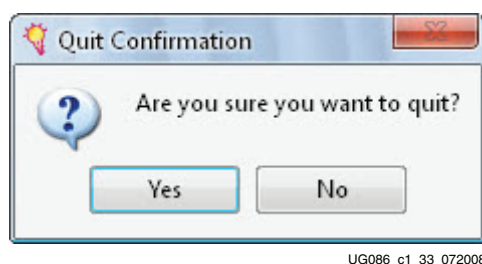 Quit Confirmation
Are you sure you want to quit?
Yes No
UG086_c1_33_072008